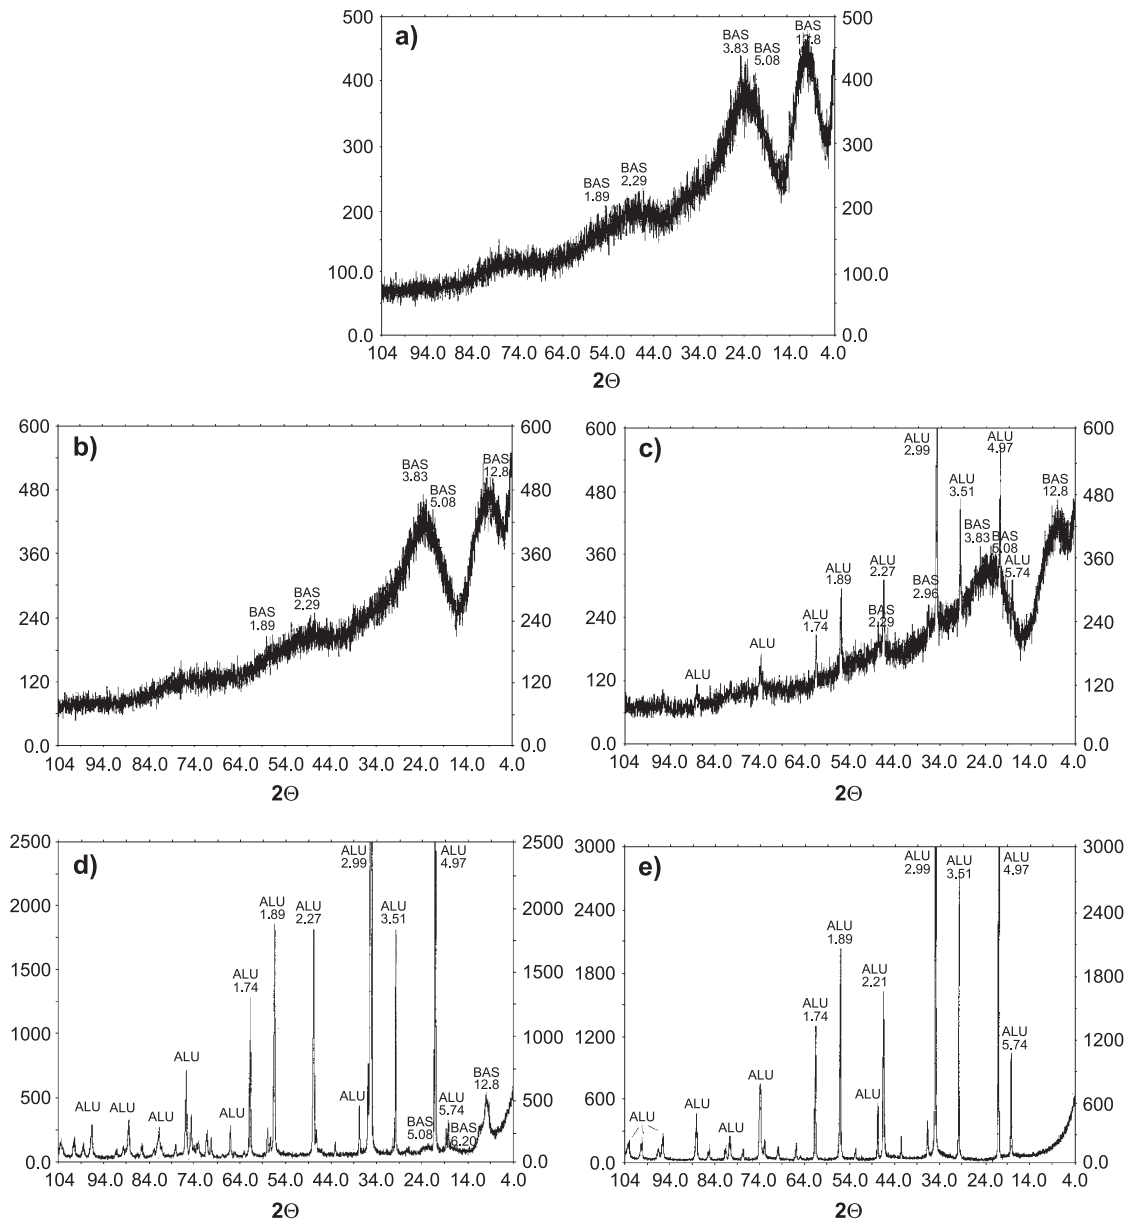 a)
500
400
300
200
100.0
0.0
500
400
300
200
100.0
0.0
BAS
3.83
BAS
5.08
BAS
12.8
BAS
1.89
BAS
2.29
104 94.0 84.0 74.0 64.0 54.0 44.0 34.0 24.0 14.0 4.0
2Θ
b)
600
480
360
240
120
0.0
600
480
360
240
120
0.0
BAS
3.83
BAS
5.08
BAS
12.8
BAS
1.89
BAS
2.29
104 94.0 84.0 74.0 64.0 54.0 44.0 34.0 24.0 14.0 4.0
2Θ
c)
600
480
360
240
120
0.0
600
480
360
240
120
0.0
ALU
2.99
ALU
4.97
ALU
3.51
BAS
12.8
BAS
3.83
BAS
5.08
ALU
5.74
ALU
1.89
ALU
2.27
BAS
2.96
ALU
1.74
BAS
2.29
ALU
ALU
104 94.0 84.0 74.0 64.0 54.0 44.0 34.0 24.0 14.0 4.0
2Θ
d)
2500
2000
1500
1000
500
0.0
2500
2000
1500
1000
500
0.0
ALU
2.99
ALU
4.97
ALU
1.89
ALU
2.27
ALU
3.51
ALU
1.74
ALU
ALU
ALU
ALU
ALU
ALU
BAS
5.08
ALU
5.74
BAS
6.20
BAS
12.8
104 94.0 84.0 74.0 64.0 54.0 44.0 34.0 24.0 14.0 4.0
2Θ
e)
3000
2400
1800
1200
600
0.0
3000
2400
1800
1200
600
0.0
ALU
2.99
ALU
3.51
ALU
4.97
ALU
1.89
ALU
2.21
ALU
1.74
ALU
5.74
ALU
ALU
ALU
ALU
ALU
104 94.0 84.0 74.0 64.0 54.0 44.0 34.0 24.0 14.0 4.0
2Θ